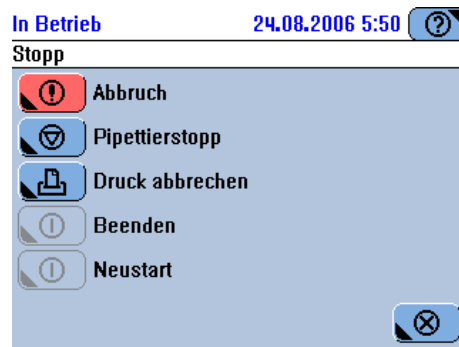 In Betrieb 24.08.2006 5:50
Stopp
Abbruch
Pipettierstopp
Druck abbrechen
Beenden
Neustart